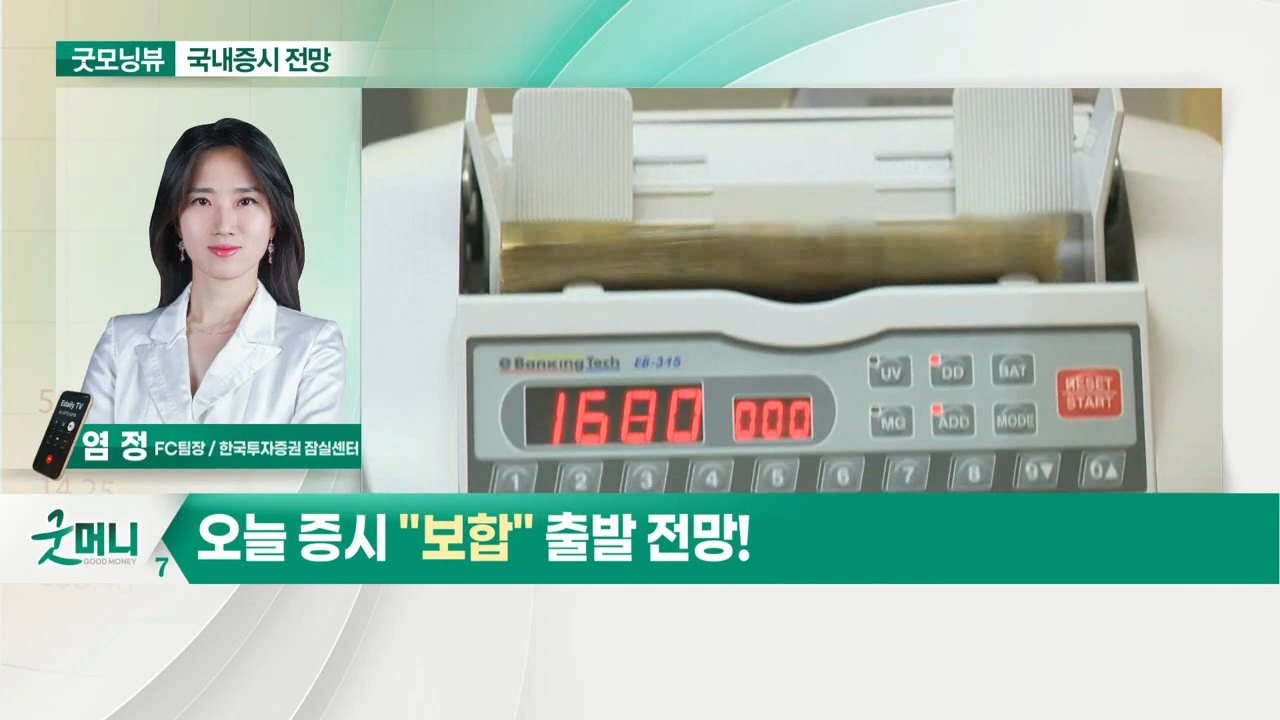 굿모닝뷰 국내증시 전망
Banking Tech EB-315
UV DD BAT
RESET
START
1680 000
MG ADD MODE
1 2 3 4 5 6 7 8 9▼ 0▲
Edaily TV
염 정 FC팀장 / 한국투자증권 잠실센터
굿머니
GOOD MONEY
7
오늘 증시 "보합" 출발 전망!